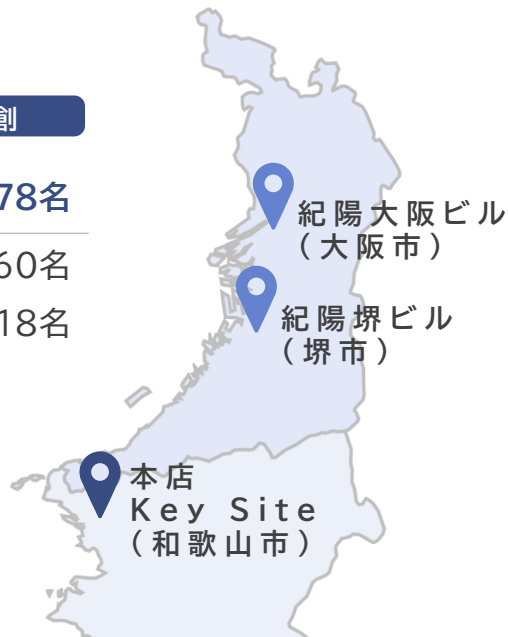 創
78名
60名
18名
紀陽大阪ビル
（大阪市）
紀陽堺ビル
（堺市）
本店
Key Site
（和歌山市）